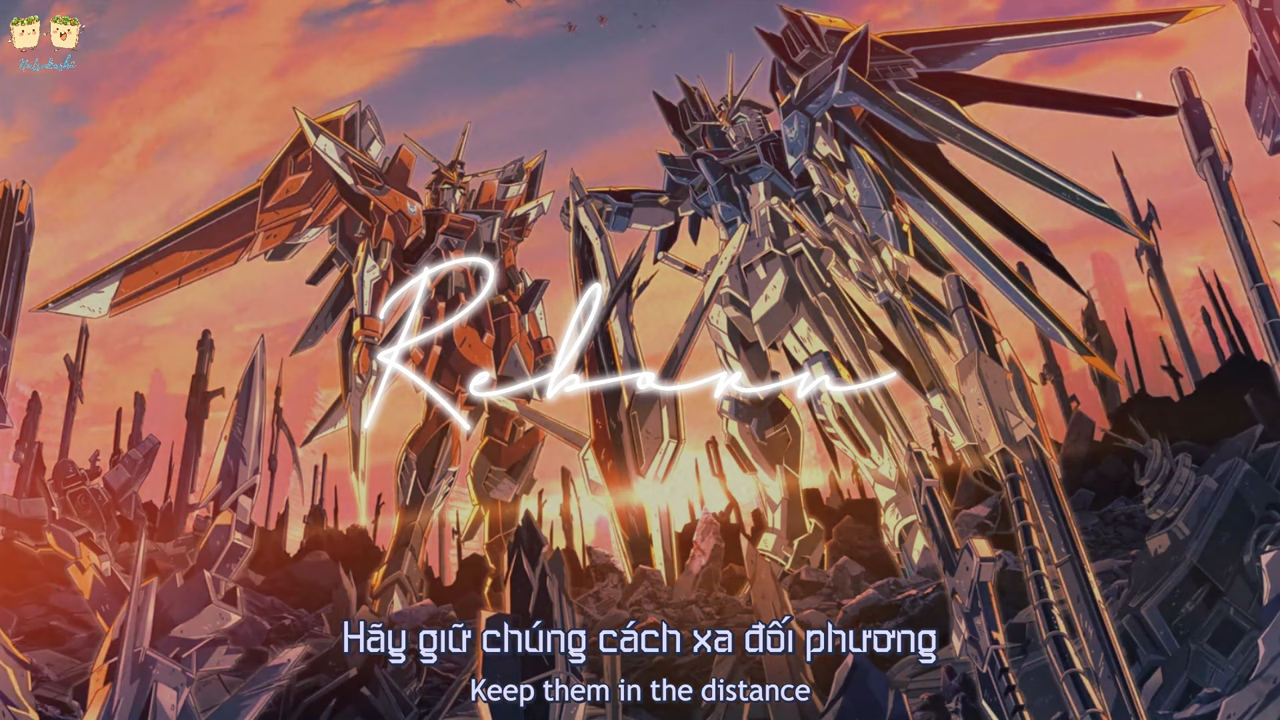 Reborn
Hãy giữ chúng cách xa đối phương
Keep them in the distance